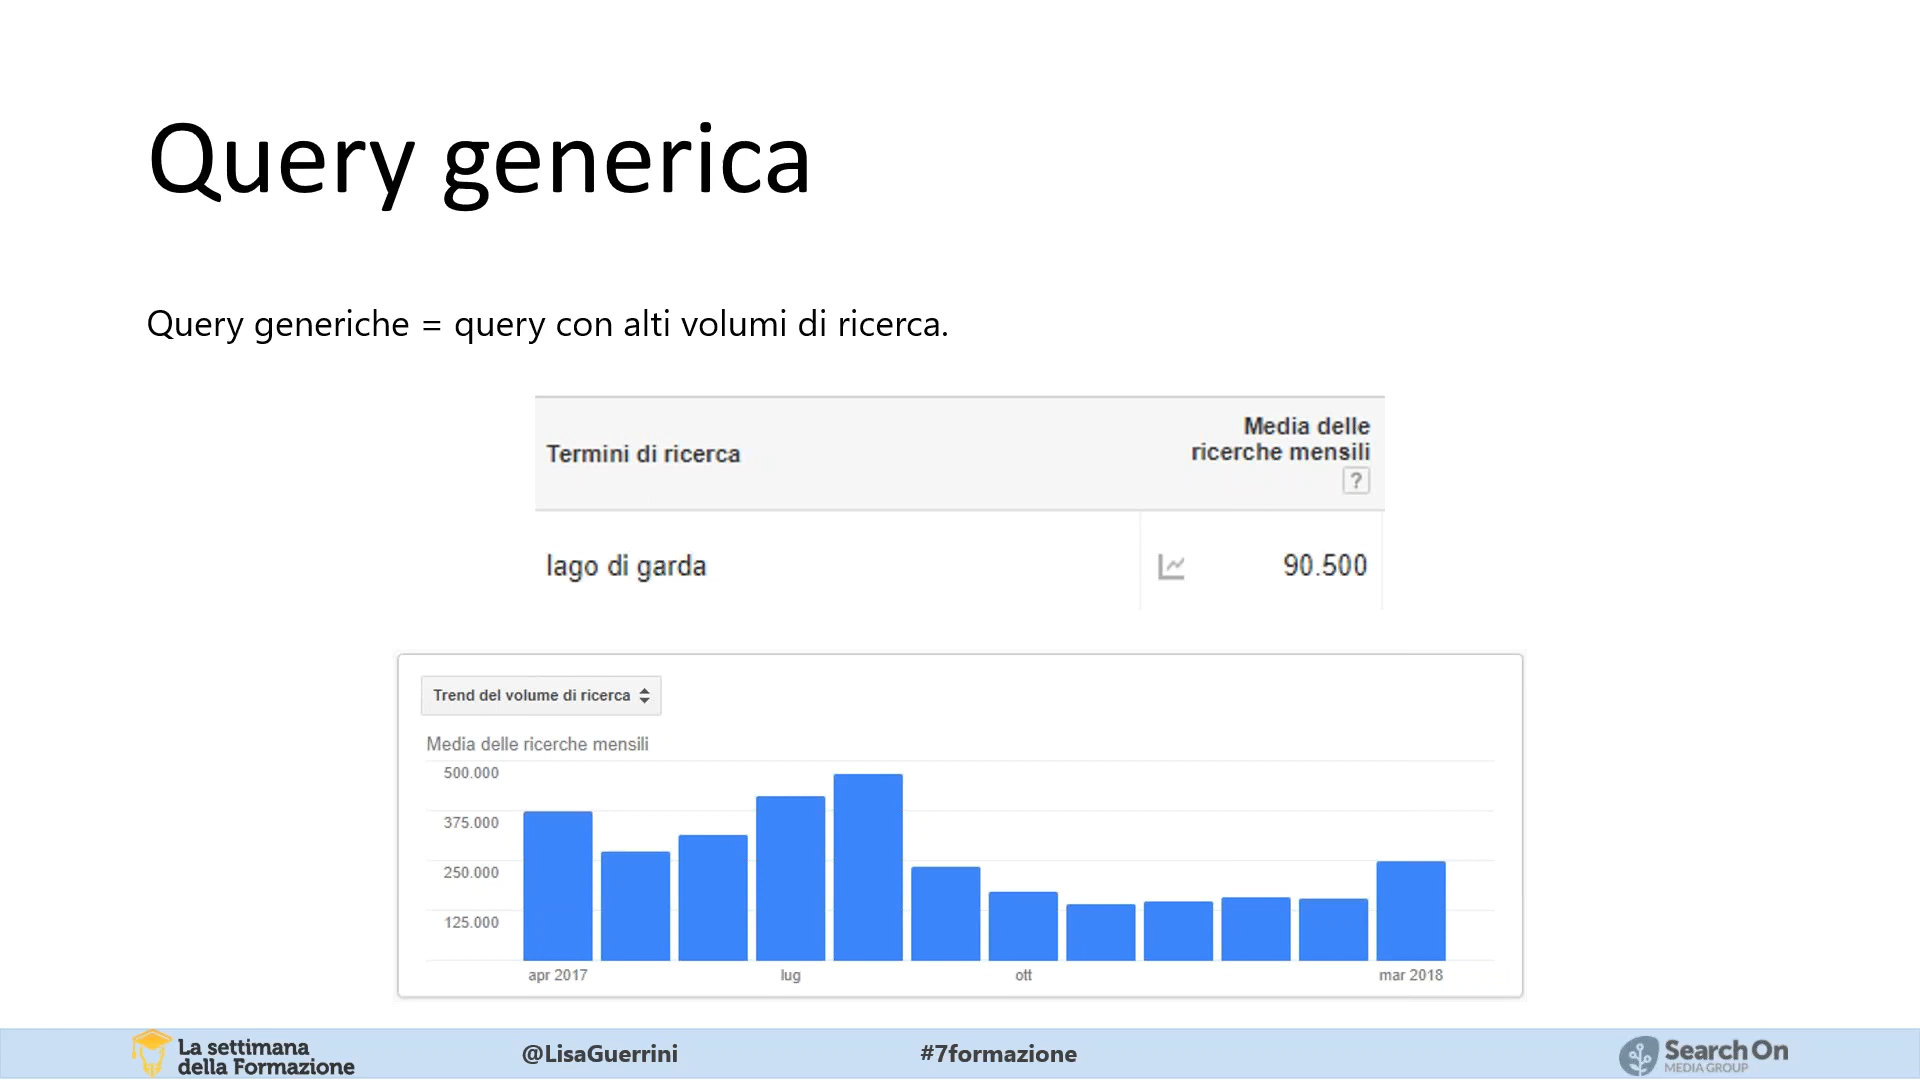 Query generica
Query generiche = query con alti volumi di ricerca.
Termini di ricerca
Media delle
ricerche mensili
?
lago di garda
90.500
Trend del volume di ricerca
Media delle ricerche mensili
500.000
375.000
250.000
125.000
apr 2017
lug
ott
mar 2018
La settimana
della Formazione
@LisaGuerrini
#7formazione
Search On
MEDIA GROUP